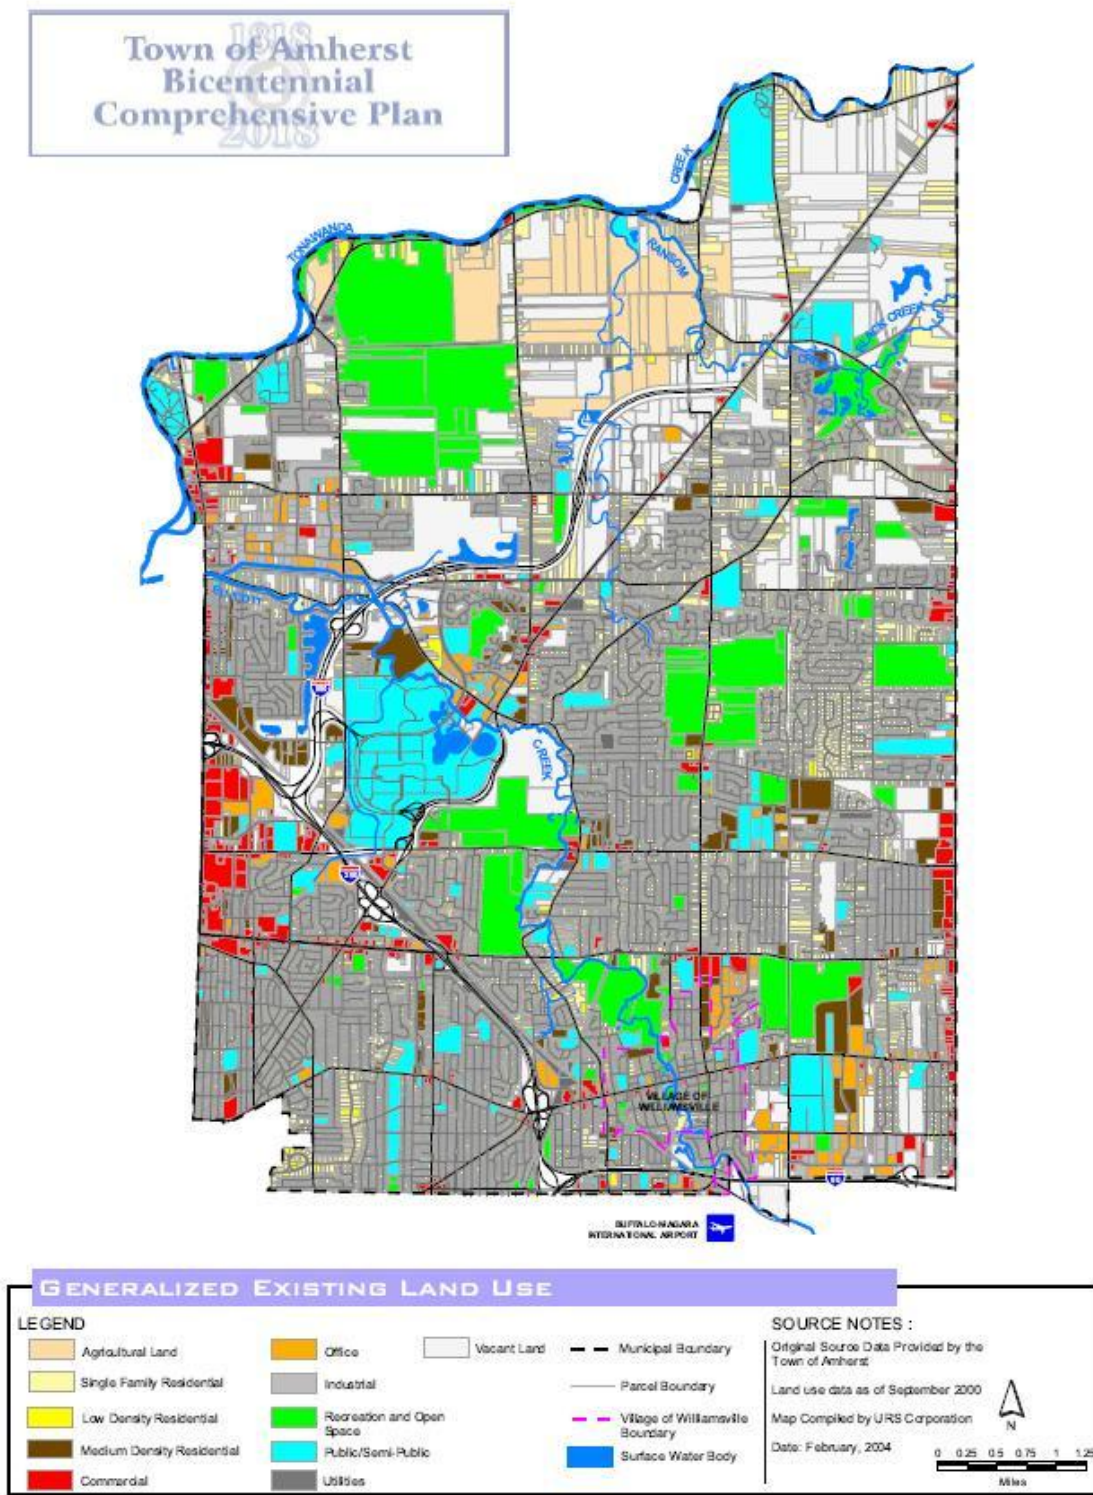 1818
Town of Amherst
Bicentennial
Comprehensive Plan
2018
TONAWANDA
CREEK
RANSOM
BLACK CREEK
CREEK
VILLAGE OF
WILLIAMSVILLE
BUFFALO-NIAGARA
INTERNATIONAL AIRPORT
GENERALIZED EXISTING LAND USE
LEGEND
Agricultural Land
Single Family Residential
Low Density Residential
Medium Density Residential
Commercial
Office
Industrial
Recreation and Open
Space
Public/Semi-Public
Utilities
Vacant Land
Municipal Boundary
Parcel Boundary
Village of Williamsville
Boundary
Surface Water Body
SOURCE NOTES :
Original Source Data Provided by the
Town of Amherst
Land use data as of September 2000
Map Compiled by URS Corporation
Date: February, 2004
N
0 0.25 0.5 0.75 1 1.25
Miles